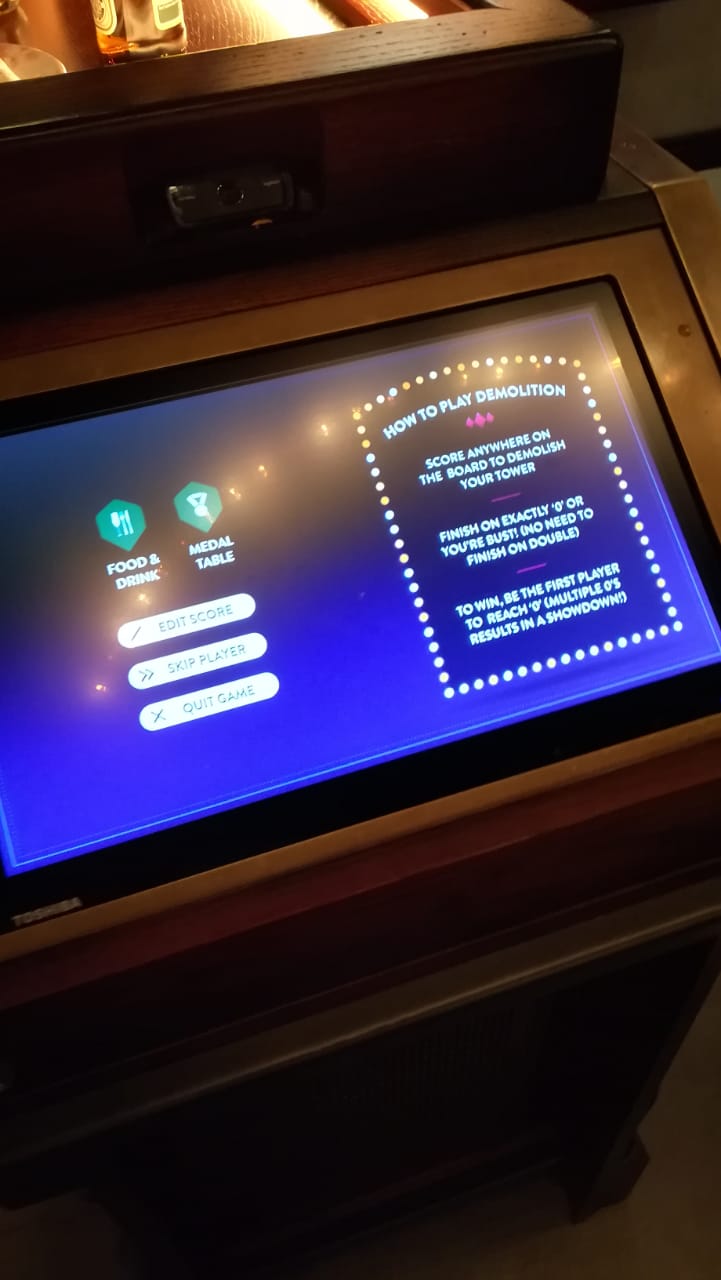 FOOD &
DRINK
MEDAL
TABLE
EDIT SCORE
SKIP PLAYER
QUIT GAME
HOW TO PLAY DEMOLITION
SCORE ANYWHERE ON
THE BOARD TO DEMOLISH
YOUR TOWER
FINISH ON EXACTLY '0' OR
YOU'RE BUST! (NO NEED TO
FINISH ON DOUBLE)
TO WIN, BE THE FIRST PLAYER
TO REACH '0' (MULTIPLE 0'S
RESULTS IN A SHOWDOWN!)
TOSHIBA